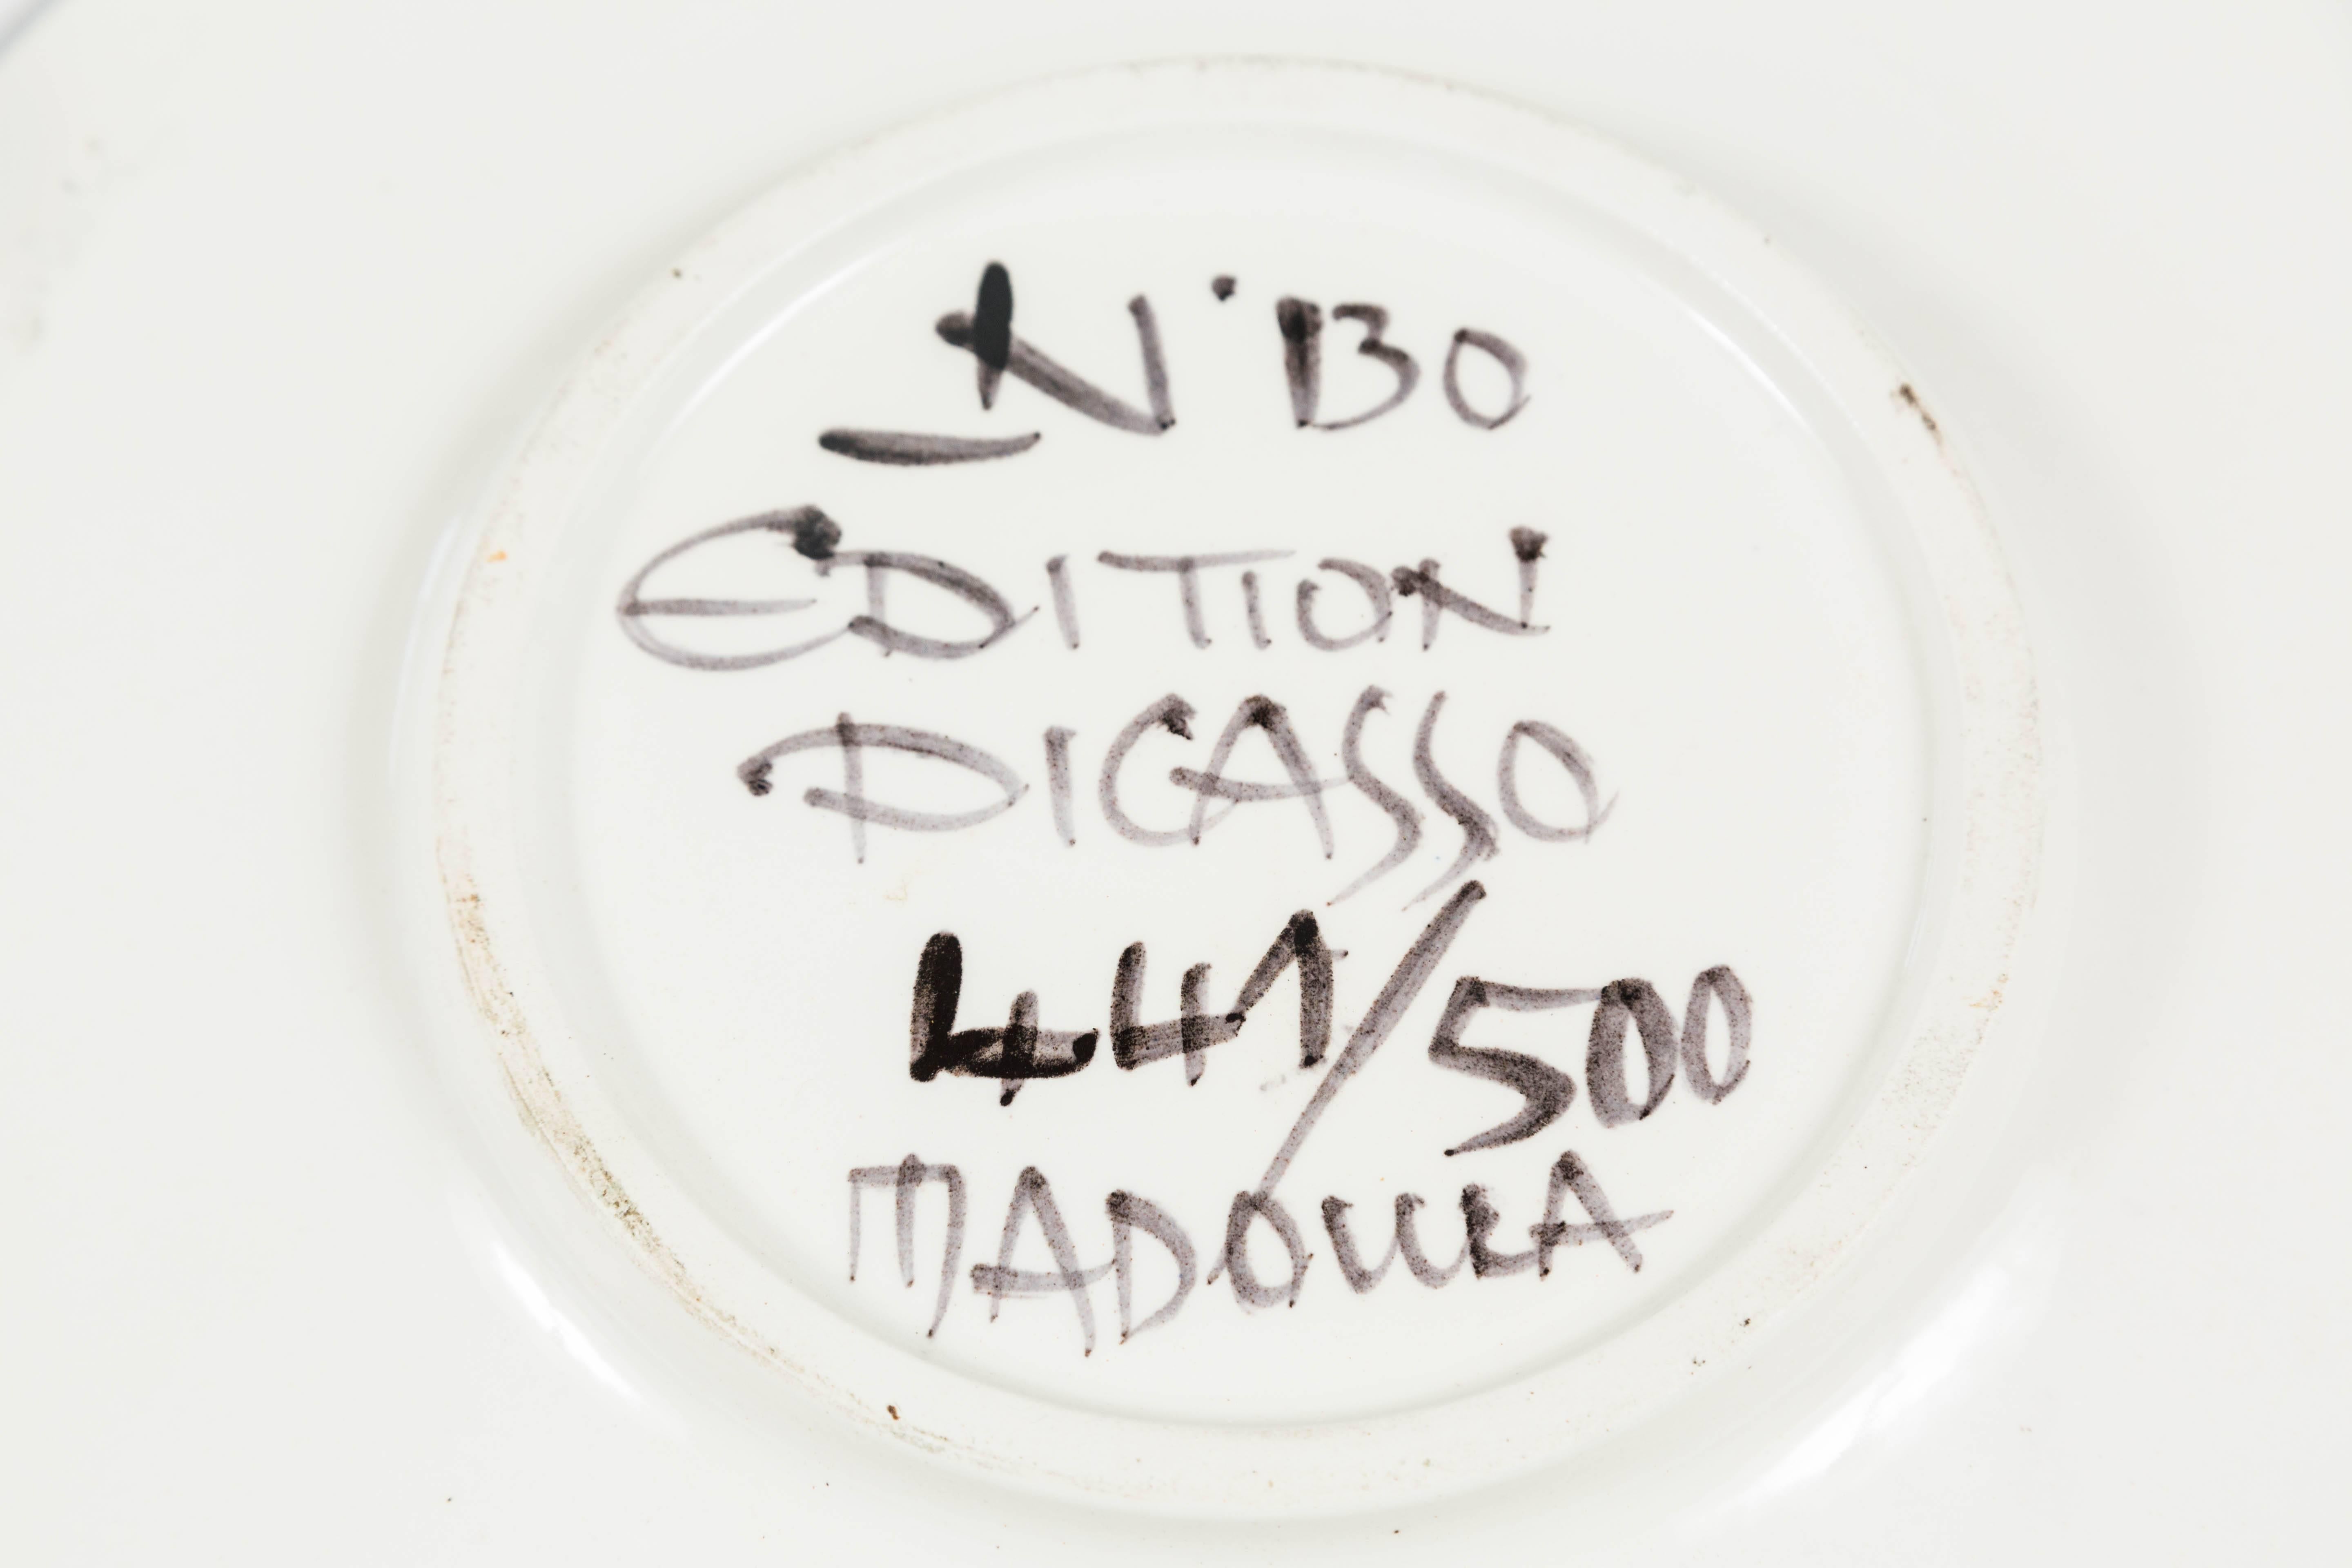 N·130
EDITION
PICASSO
441/500
MADOURA